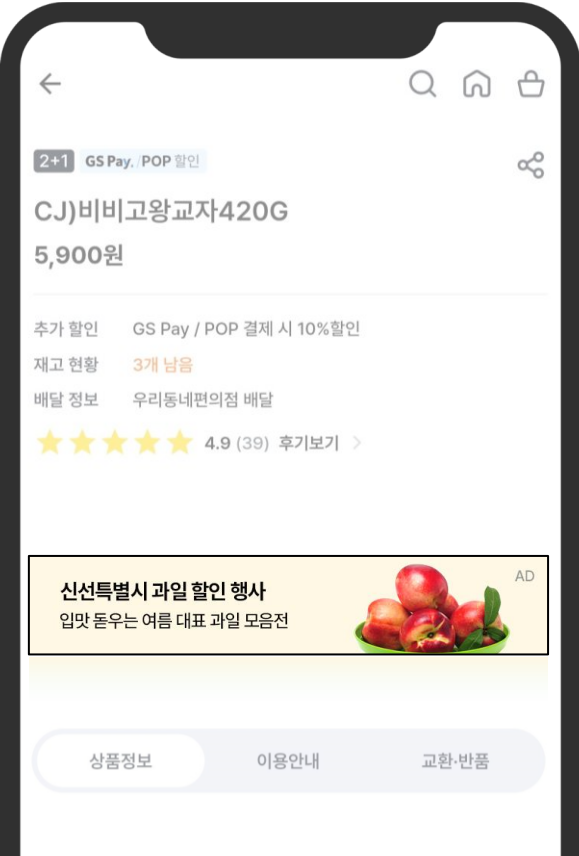 2+1 GS Pay, /POP 할인
CJ)비비고왕교자420G
5,900원
추가 할인 GS Pay / POP 결제 시 10%할인
재고 현황 3개 남음
배달 정보 우리동네편의점 배달
4.9 (39) 후기보기
AD
신선특별시 과일 할인 행사
입맛 돋우는 여름 대표 과일 모음전
상품정보 이용안내 교환·반품